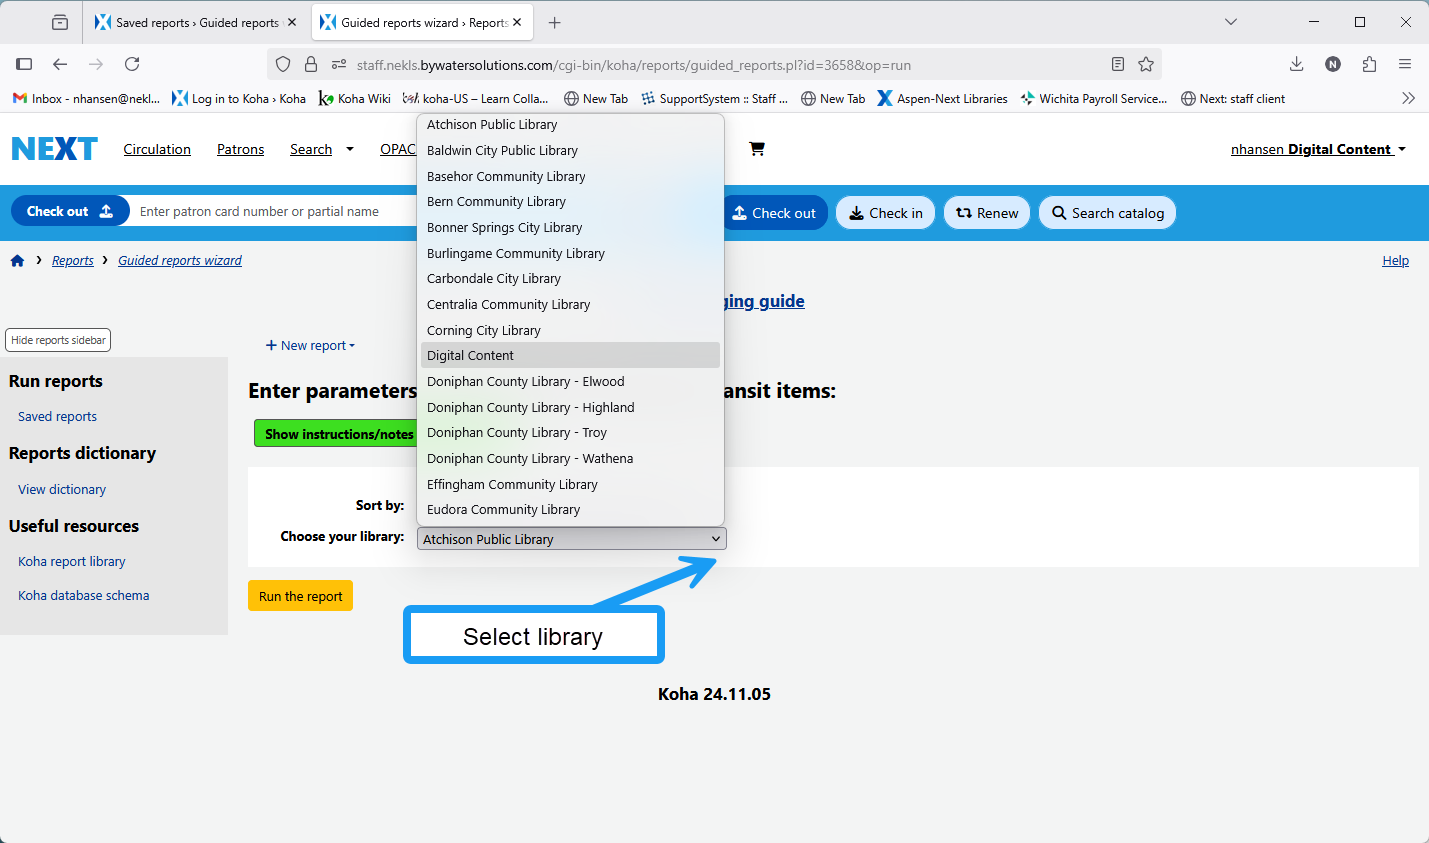 Saved reports › Guided reports
Guided reports wizard › Reports
staff.nekls.bywatersolutions.com/cgi-bin/koha/reports/guided_reports.pl?id=3658&op=run
N
Inbox - nhansen@nekl... Log in to Koha › Koha Koha Wiki koha-US – Learn Colla... New Tab SupportSystem :: Staff ... New Tab Aspen-Next Libraries Wichita Payroll Service... Next: staff client
NEXT Circulation Patrons Search OPAC nhansen Digital Content
Check out Enter patron card number or partial name Check out Check in Renew Search catalog
Reports Guided reports wizard Help
ging guide
Hide reports sidebar
New report
Run reports
Saved reports
Reports dictionary
View dictionary
Useful resources
Koha report library
Koha database schema
Enter parameters ansit items:
Show instructions/notes
Sort by:
Choose your library:
Atchison Public Library
Baldwin City Public Library
Basehor Community Library
Bern Community Library
Bonner Springs City Library
Burlingame Community Library
Carbondale City Library
Centralia Community Library
Corning City Library
Digital Content
Doniphan County Library - Elwood
Doniphan County Library - Highland
Doniphan County Library - Troy
Doniphan County Library - Wathena
Effingham Community Library
Eudora Community Library
Atchison Public Library
Run the report
Select library
Koha 24.11.05